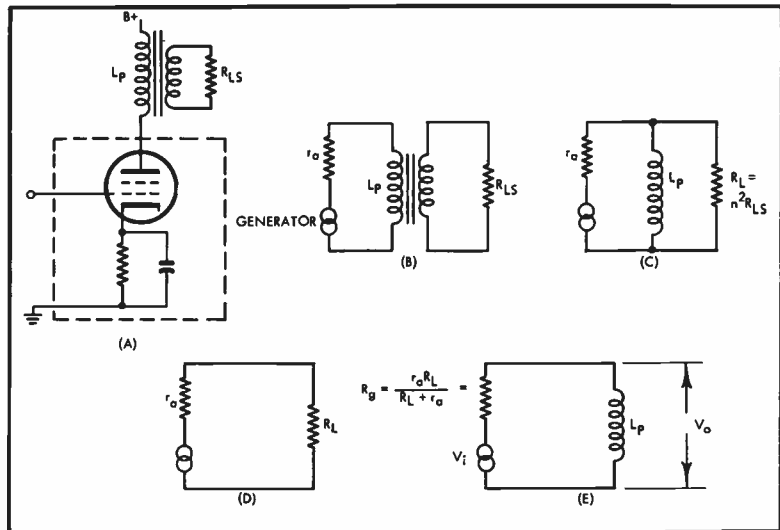 B+
Lp
RLS
(A)
ra
GENERATOR
Lp
RLS
(B)
ra
Lp
RL =
n²RLS
(C)
ra
RL
(D)
Rg = raRL / RL + ra =
Vi
Lp
Vo
(E)